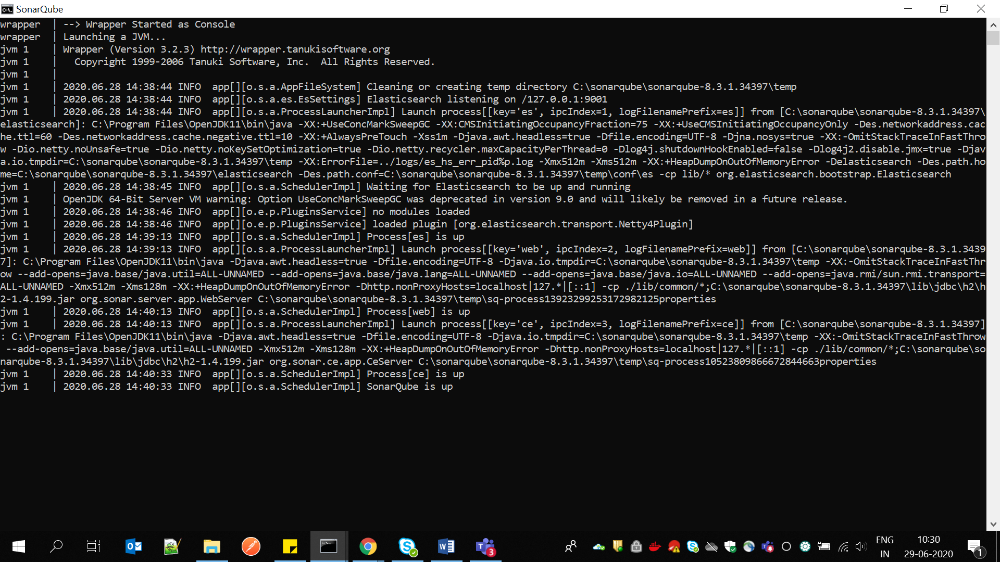 SonarQube
wrapper  | --> Wrapper Started as Console
wrapper  | Launching a JVM...
jvm 1    | Wrapper (Version 3.2.3) http://wrapper.tanukisoftware.org
jvm 1    |   Copyright 1999-2006 Tanuki Software, Inc.  All Rights Reserved.
jvm 1    |
jvm 1    | 2020.06.28 14:38:44 INFO  app[][o.s.a.AppFileSystem] Cleaning or creating temp directory C:\sonarqube\sonarqube-8.3.1.34397\temp
jvm 1    | 2020.06.28 14:38:44 INFO  app[][o.s.a.es.EsSettings] Elasticsearch listening on /127.0.0.1:9001
jvm 1    | 2020.06.28 14:38:44 INFO  app[][o.s.a.ProcessLauncherImpl] Launch process[[key='es', ipcIndex=1, logFilenamePrefix=es]] from [C:\sonarqube\sonarqube-8.3.1.34397\
elasticsearch]: C:\Program Files\OpenJDK11\bin\java -XX:+UseConcMarkSweepGC -XX:CMSInitiatingOccupancyFraction=75 -XX:+UseCMSInitiatingOccupancyOnly -Des.networkaddress.cac
he.ttl=60 -Des.networkaddress.cache.negative.ttl=10 -XX:+AlwaysPreTouch -Xss1m -Djava.awt.headless=true -Dfile.encoding=UTF-8 -Djna.nosys=true -XX:-OmitStackTraceInFastThro
w -Dio.netty.noUnsafe=true -Dio.netty.noKeySetOptimization=true -Dio.netty.recycler.maxCapacityPerThread=0 -Dlog4j.shutdownHookEnabled=false -Dlog4j2.disable.jmx=true -Djav
a.io.tmpdir=C:\sonarqube\sonarqube-8.3.1.34397\temp -XX:ErrorFile=../logs/es_hs_err_pid%p.log -Xmx512m -Xms512m -XX:+HeapDumpOnOutOfMemoryError -Delasticsearch -Des.path.ho
me=C:\sonarqube\sonarqube-8.3.1.34397\elasticsearch -Des.path.conf=C:\sonarqube\sonarqube-8.3.1.34397\temp\conf\es -cp lib/* org.elasticsearch.bootstrap.Elasticsearch
jvm 1    | 2020.06.28 14:38:45 INFO  app[][o.s.a.SchedulerImpl] Waiting for Elasticsearch to be up and running
jvm 1    | OpenJDK 64-Bit Server VM warning: Option UseConcMarkSweepGC was deprecated in version 9.0 and will likely be removed in a future release.
jvm 1    | 2020.06.28 14:38:46 INFO  app[][o.e.p.PluginsService] no modules loaded
jvm 1    | 2020.06.28 14:38:46 INFO  app[][o.e.p.PluginsService] loaded plugin [org.elasticsearch.transport.Netty4Plugin]
jvm 1    | 2020.06.28 14:39:13 INFO  app[][o.s.a.SchedulerImpl] Process[es] is up
jvm 1    | 2020.06.28 14:39:13 INFO  app[][o.s.a.ProcessLauncherImpl] Launch process[[key='web', ipcIndex=2, logFilenamePrefix=web]] from [C:\sonarqube\sonarqube-8.3.1.3439
7]: C:\Program Files\OpenJDK11\bin\java -Djava.awt.headless=true -Dfile.encoding=UTF-8 -Djava.io.tmpdir=C:\sonarqube\sonarqube-8.3.1.34397\temp -XX:-OmitStackTraceInFastThr
ow --add-opens=java.base/java.util=ALL-UNNAMED --add-opens=java.base/java.lang=ALL-UNNAMED --add-opens=java.base/java.io=ALL-UNNAMED --add-opens=java.rmi/sun.rmi.transport=
ALL-UNNAMED -Xmx512m -Xms128m -XX:+HeapDumpOnOutOfMemoryError -Dhttp.nonProxyHosts=localhost|127.*|[::1] -cp ./lib/common/*;C:\sonarqube\sonarqube-8.3.1.34397\lib\jdbc\h2\h
2-1.4.199.jar org.sonar.server.app.WebServer C:\sonarqube\sonarqube-8.3.1.34397\temp\sq-process13923299253172982125properties
jvm 1    | 2020.06.28 14:40:13 INFO  app[][o.s.a.SchedulerImpl] Process[web] is up
jvm 1    | 2020.06.28 14:40:13 INFO  app[][o.s.a.ProcessLauncherImpl] Launch process[[key='ce', ipcIndex=3, logFilenamePrefix=ce]] from [C:\sonarqube\sonarqube-8.3.1.34397]
: C:\Program Files\OpenJDK11\bin\java -Djava.awt.headless=true -Dfile.encoding=UTF-8 -Djava.io.tmpdir=C:\sonarqube\sonarqube-8.3.1.34397\temp -XX:-OmitStackTraceInFastThrow
 --add-opens=java.base/java.util=ALL-UNNAMED -Xmx512m -Xms128m -XX:+HeapDumpOnOutOfMemoryError -Dhttp.nonProxyHosts=localhost|127.*|[::1] -cp ./lib/common/*;C:\sonarqube\so
narqube-8.3.1.34397\lib\jdbc\h2\h2-1.4.199.jar org.sonar.ce.app.CeServer C:\sonarqube\sonarqube-8.3.1.34397\temp\sq-process10523809866672844663properties
jvm 1    | 2020.06.28 14:40:33 INFO  app[][o.s.a.SchedulerImpl] Process[ce] is up
jvm 1    | 2020.06.28 14:40:33 INFO  app[][o.s.a.SchedulerImpl] SonarQube is up
3
ENG
IN
10:30
29-06-2020
1